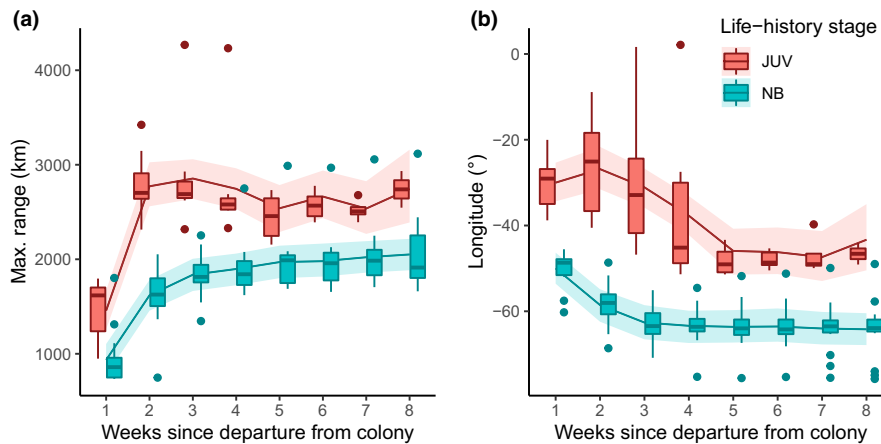 (a)
Max. range (km)
4000
3000
2000
1000
1 2 3 4 5 6 7 8
Weeks since departure from colony
(b)
Life−history stage
JUV
NB
Longitude (°)
0
−20
−40
−60
1 2 3 4 5 6 7 8
Weeks since departure from colony